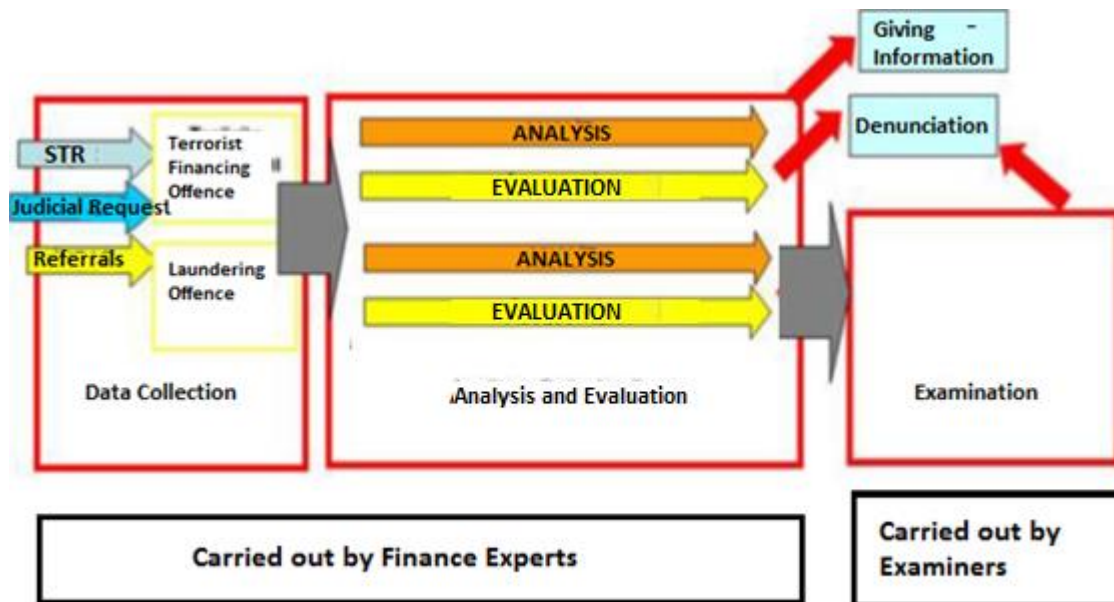 Giving -
Information
Denunciation
STR
Judicial Request
Referrals
Terrorist
Financing
Offence
Laundering
Offence
ANALYSIS
EVALUATION
ANALYSIS
EVALUATION
Data Collection
Analysis and Evaluation
Examination
Carried out by Finance Experts
Carried out by
Examiners